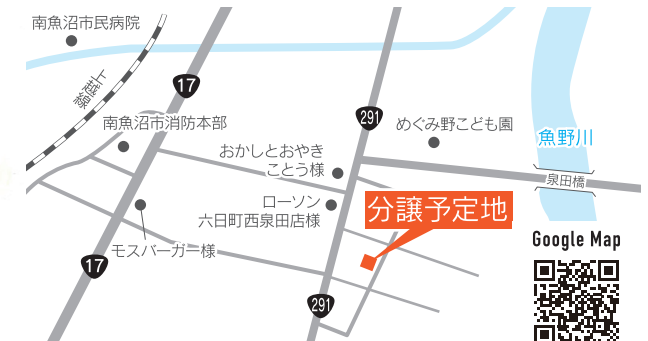 南魚沼市民病院
上越線
17
南魚沼市消防本部
291
めぐみ野こども園
魚野川
おかしとおやき
ことう様
泉田橋
ローソン
六日町西泉田店様
分譲予定地
モスバーガー様
Google Map
17
291